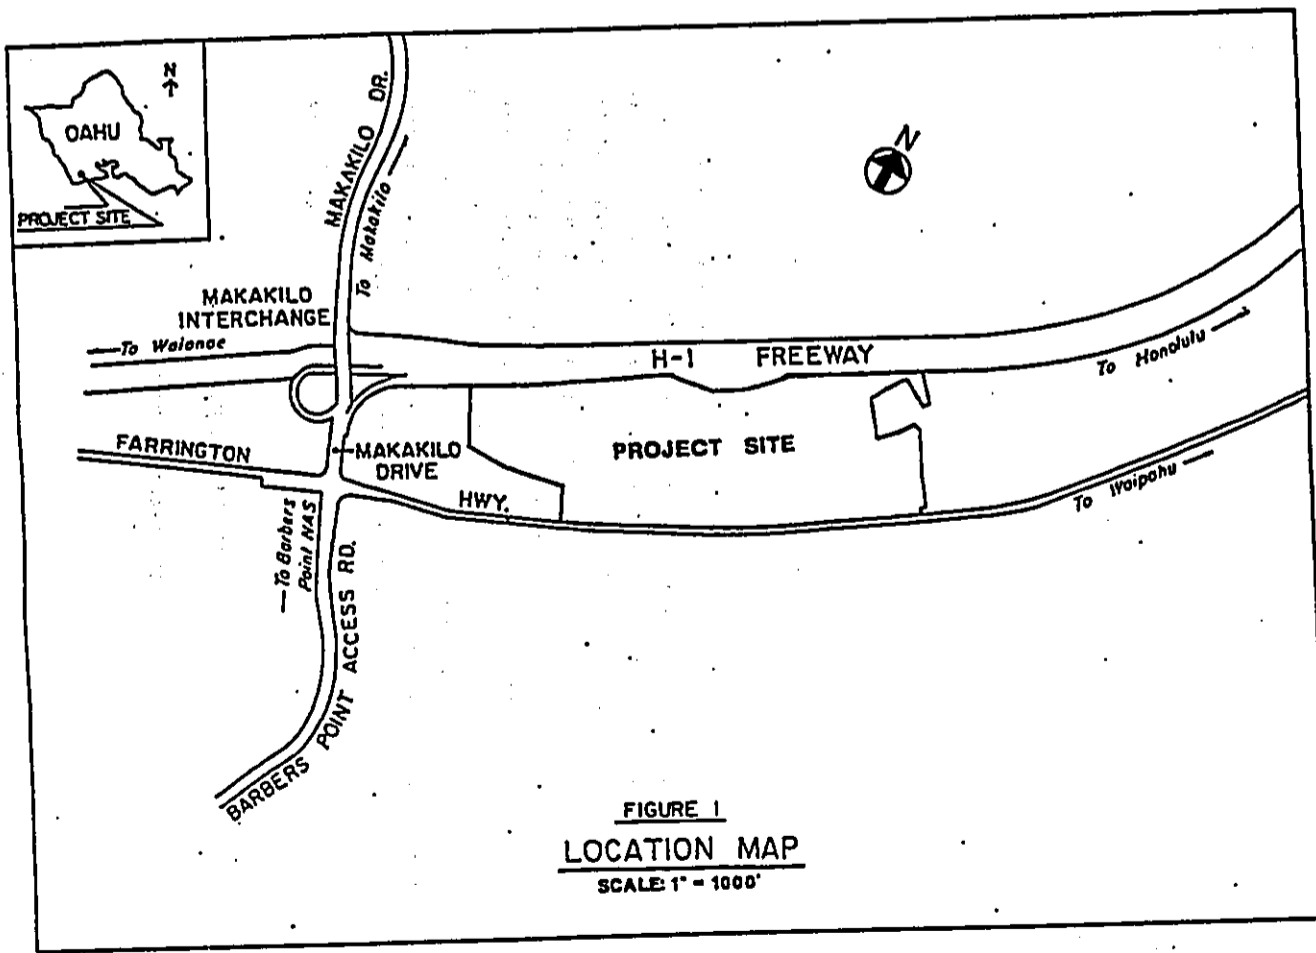 N
OAHU
PROJECT SITE
MAKAKILO DR.
To Makakilo
N
MAKAKILO
INTERCHANGE
To Waianae
H-1 FREEWAY
To Honolulu
FARRINGTON
MAKAKILO
DRIVE
PROJECT SITE
HWY.
To Waipahu
To Barbers
Point NAS
BARBERS POINT ACCESS RD.
FIGURE 1
LOCATION MAP
SCALE: 1" = 1000'